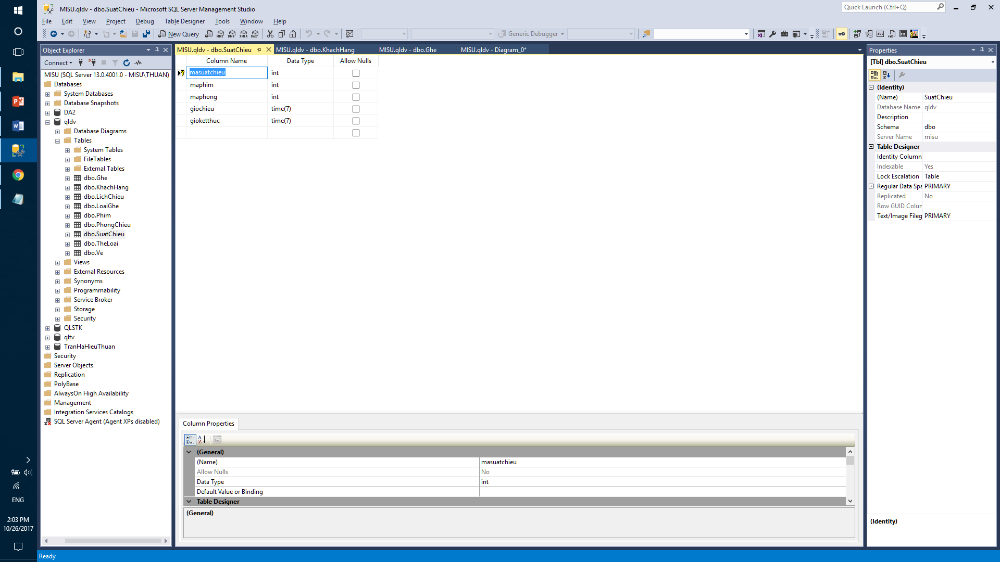 MISU.qldv - dbo.SuatChieu - Microsoft SQL Server Management Studio
Quick Launch (Ctrl+Q)
File Edit View Project Debug Table Designer Tools Window Help
New Query
MDX DMX XMLA DAX
Generic Debugger
Object Explorer
MISU.qldv - dbo.SuatChieu
MISU.qldv - dbo.KhachHang
MISU.qldv - dbo.Ghe
MISU.qldv - Diagram_0*
Connect
MISU (SQL Server 13.0.4001.0 - MISU\THUAN)
Databases
System Databases
Database Snapshots
DA2
qldv
Database Diagrams
Tables
System Tables
FileTables
External Tables
dbo.Ghe
dbo.KhachHang
dbo.LichChieu
dbo.LoaiGhe
dbo.Phim
dbo.PhongChieu
dbo.SuatChieu
dbo.TheLoai
dbo.Ve
Views
External Resources
Synonyms
Programmability
Service Broker
Storage
Security
QLSTK
qltv
TranHaHieuThuan
Security
Server Objects
Replication
PolyBase
AlwaysOn High Availability
Management
Integration Services Catalogs
SQL Server Agent (Agent XPs disabled)
Column Name Data Type Allow Nulls
masuatchieu int
maphim int
maphong int
giochieu time(7)
gioketthuc time(7)
Column Properties
(General)
(Name) masuatchieu
Allow Nulls No
Data Type int
Default Value or Binding
Table Designer
(General)
Properties
[Tbl] dbo.SuatChieu
(Identity)
(Name) SuatChieu
Database Name qldv
Description
Schema dbo
Server Name misu
Table Designer
Identity Column
Indexable Yes
Lock Escalation Table
Regular Data Spa PRIMARY
Replicated No
Row GUID Colur
Text/Image Fileg PRIMARY
(Identity)
ENG
2:03 PM
10/26/2017
Ready